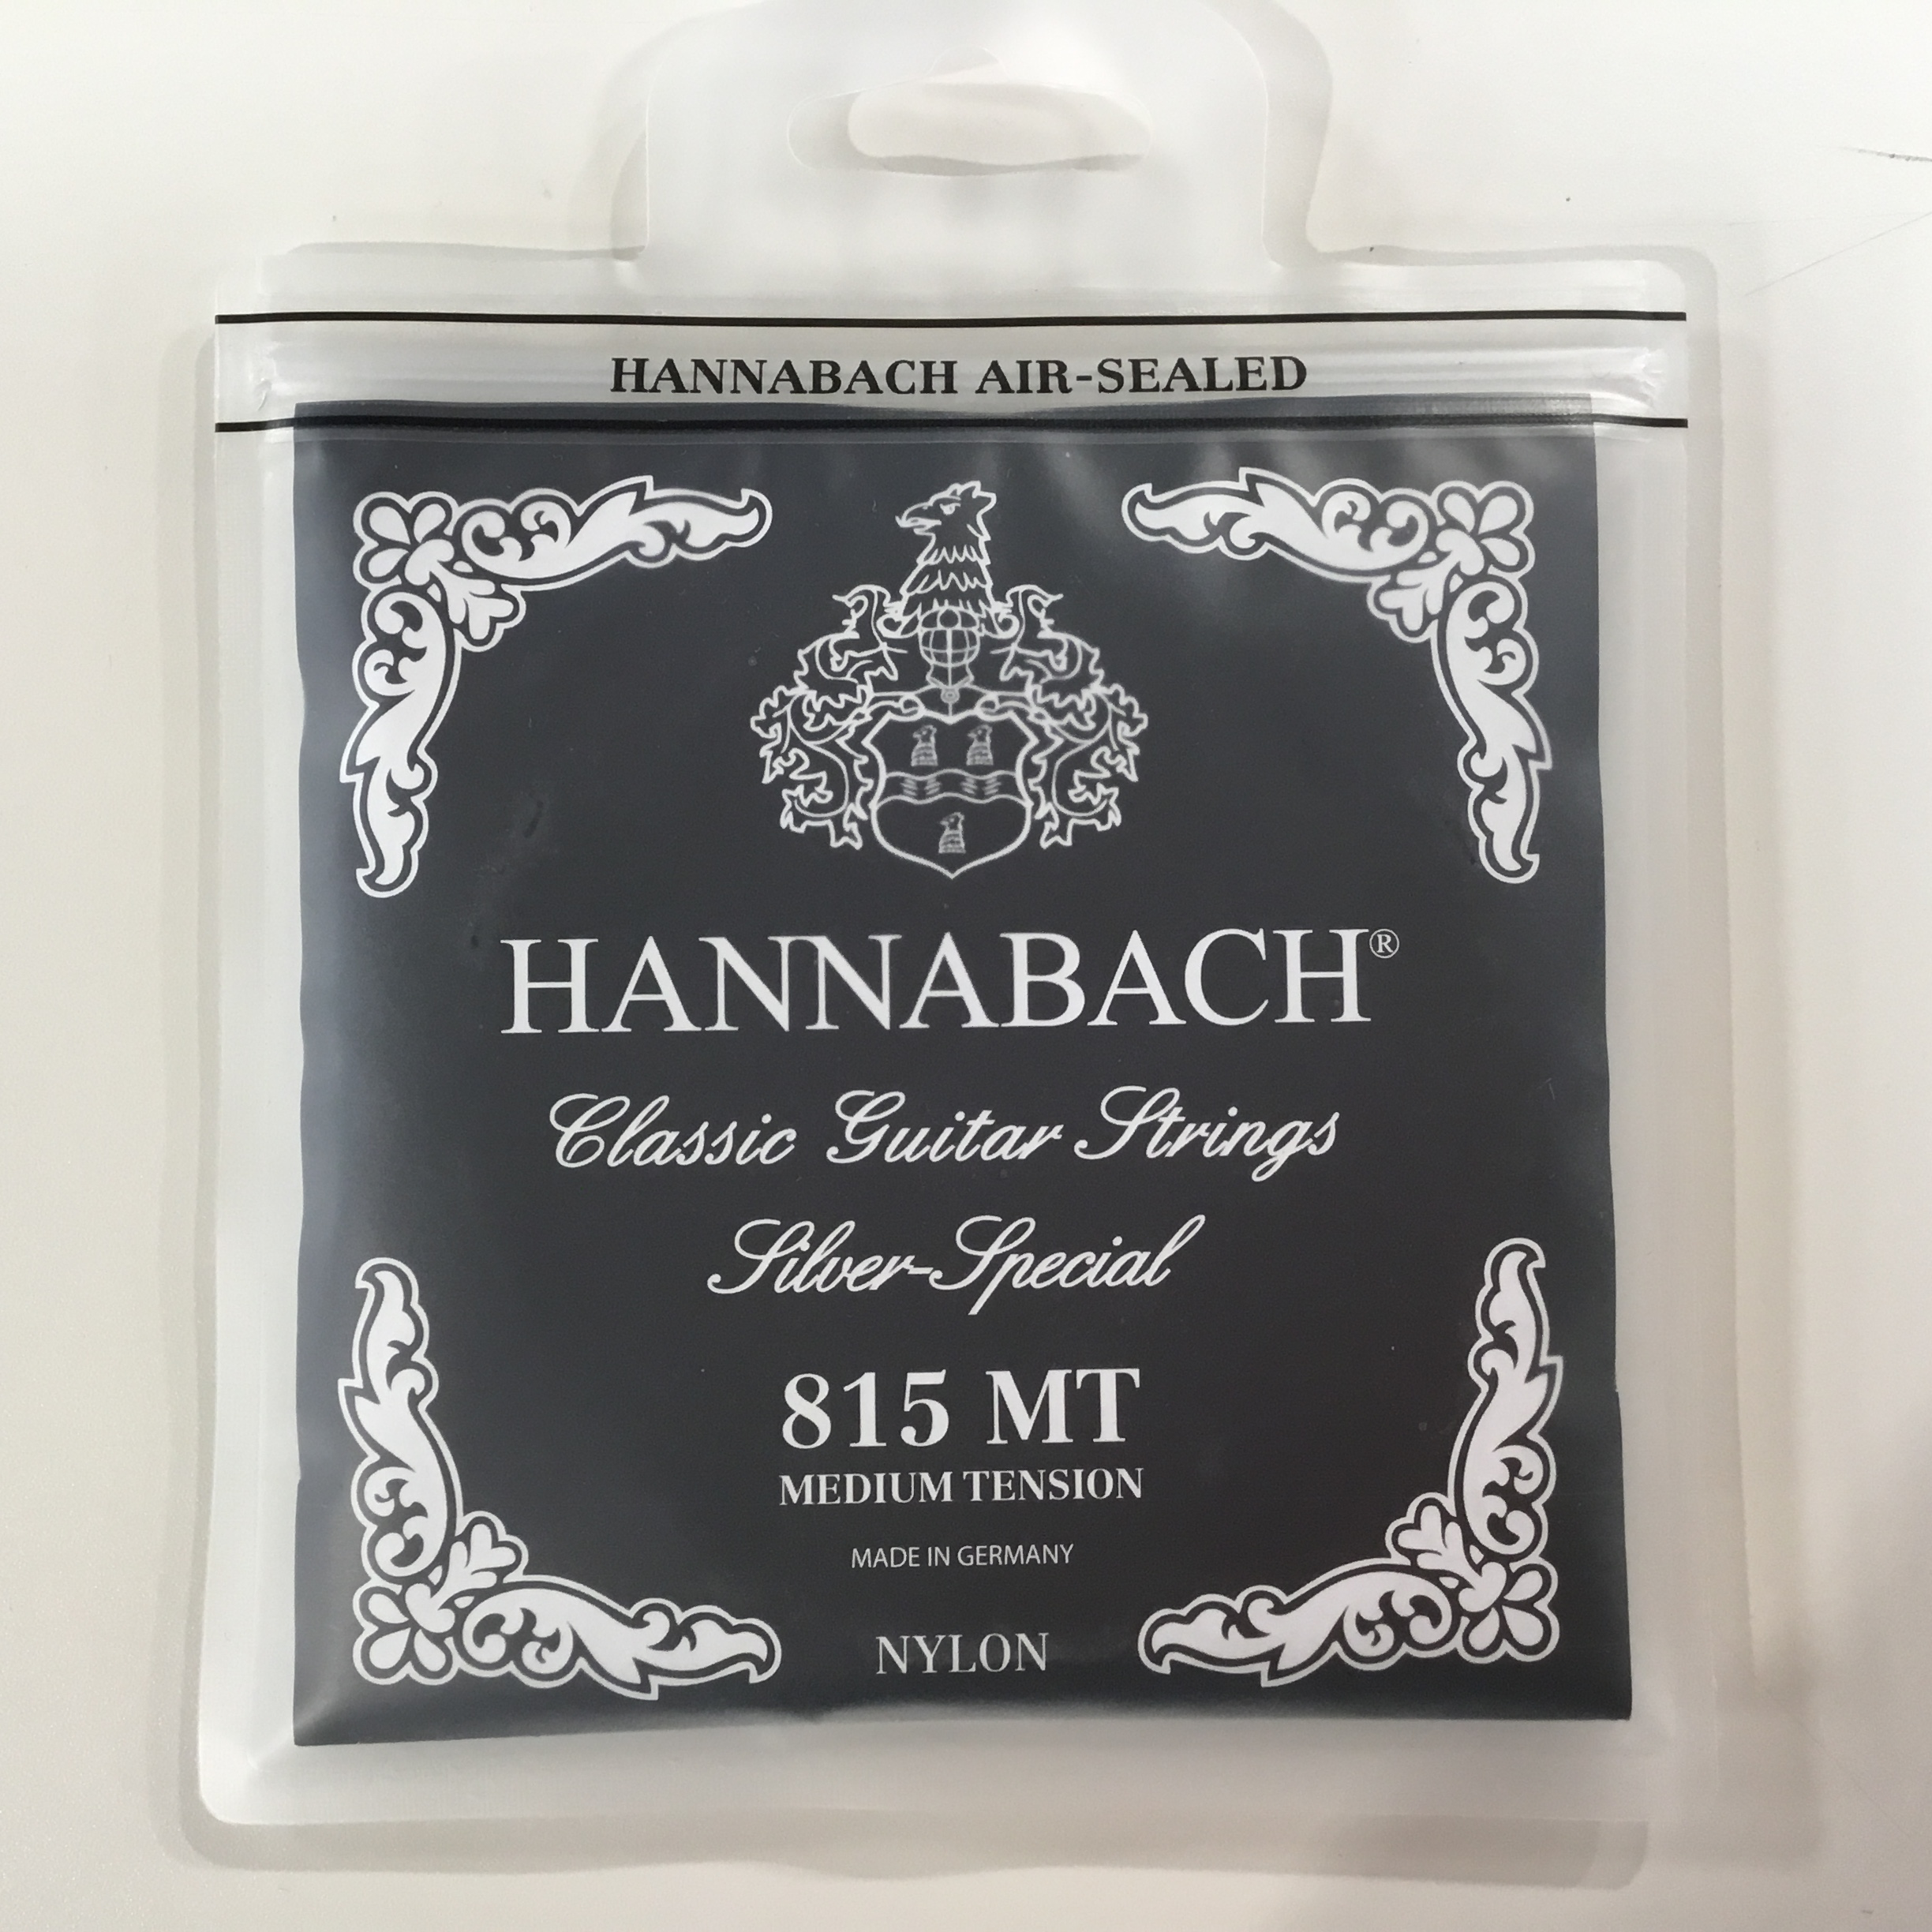 HANNABACH AIR-SEALED
HANNABACH®
Classic Guitar Strings
Silver-Special
815 MT
MEDIUM TENSION
MADE IN GERMANY
NYLON